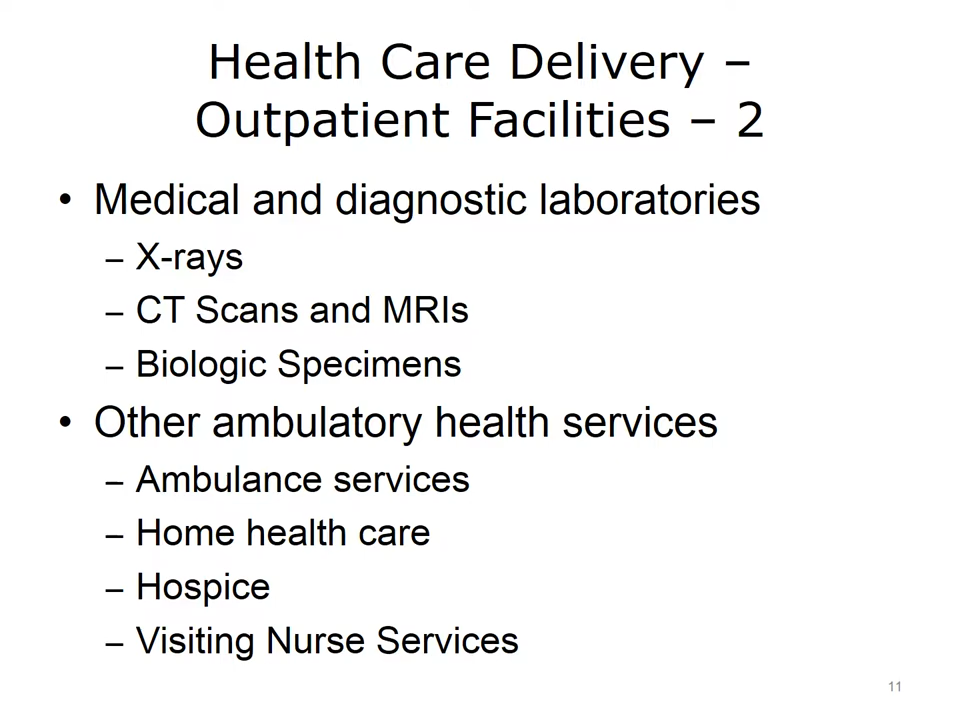 Health Care Delivery –
Outpatient Facilities – 2
• Medical and diagnostic laboratories
– X-rays
– CT Scans and MRIs
– Biologic Specimens
• Other ambulatory health services
– Ambulance services
– Home health care
– Hospice
– Visiting Nurse Services
11